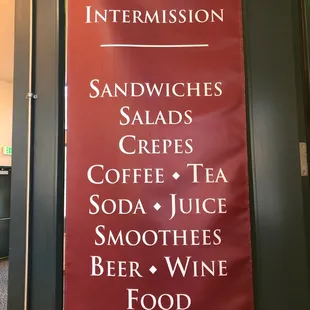 Intermission
Sandwiches
Salads
Crepes
Coffee ♦ Tea
Soda ♦ Juice
Smoothees
Beer ♦ Wine
Food